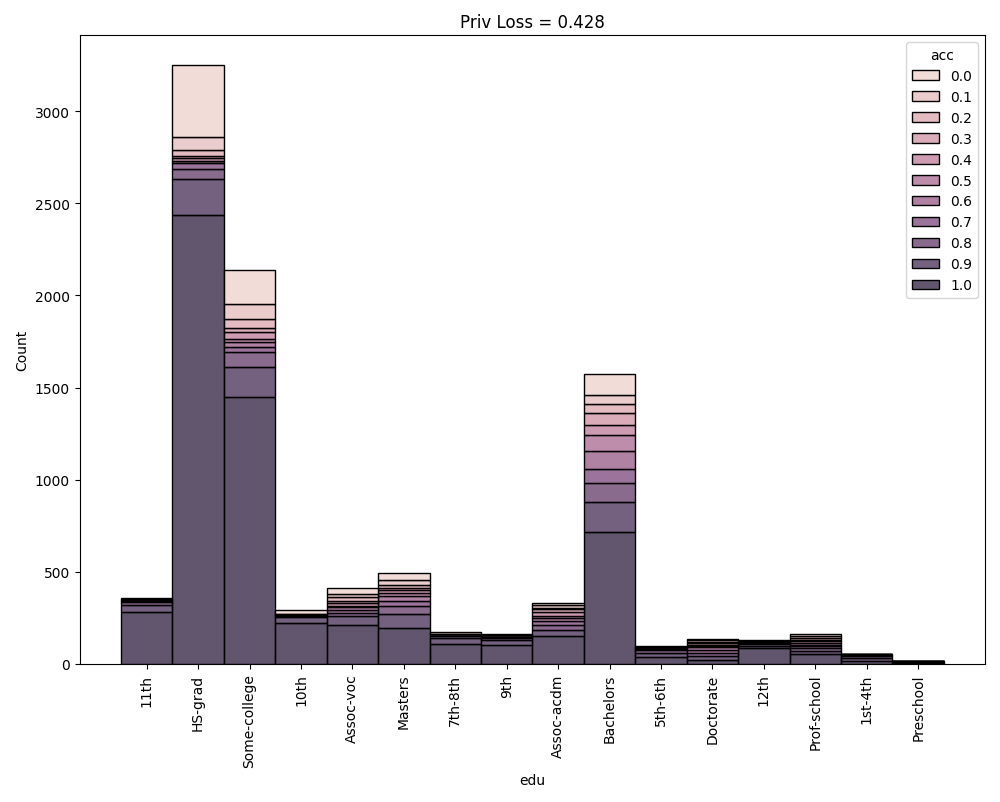 Priv Loss = 0.428
acc
0.0
0.1
0.2
0.3
0.4
0.5
0.6
0.7
0.8
0.9
1.0
Count
3000
2500
2000
1500
1000
500
0
11th
HS-grad
Some-college
10th
Assoc-voc
Masters
7th-8th
9th
Assoc-acdm
Bachelors
5th-6th
Doctorate
12th
Prof-school
1st-4th
Preschool
edu